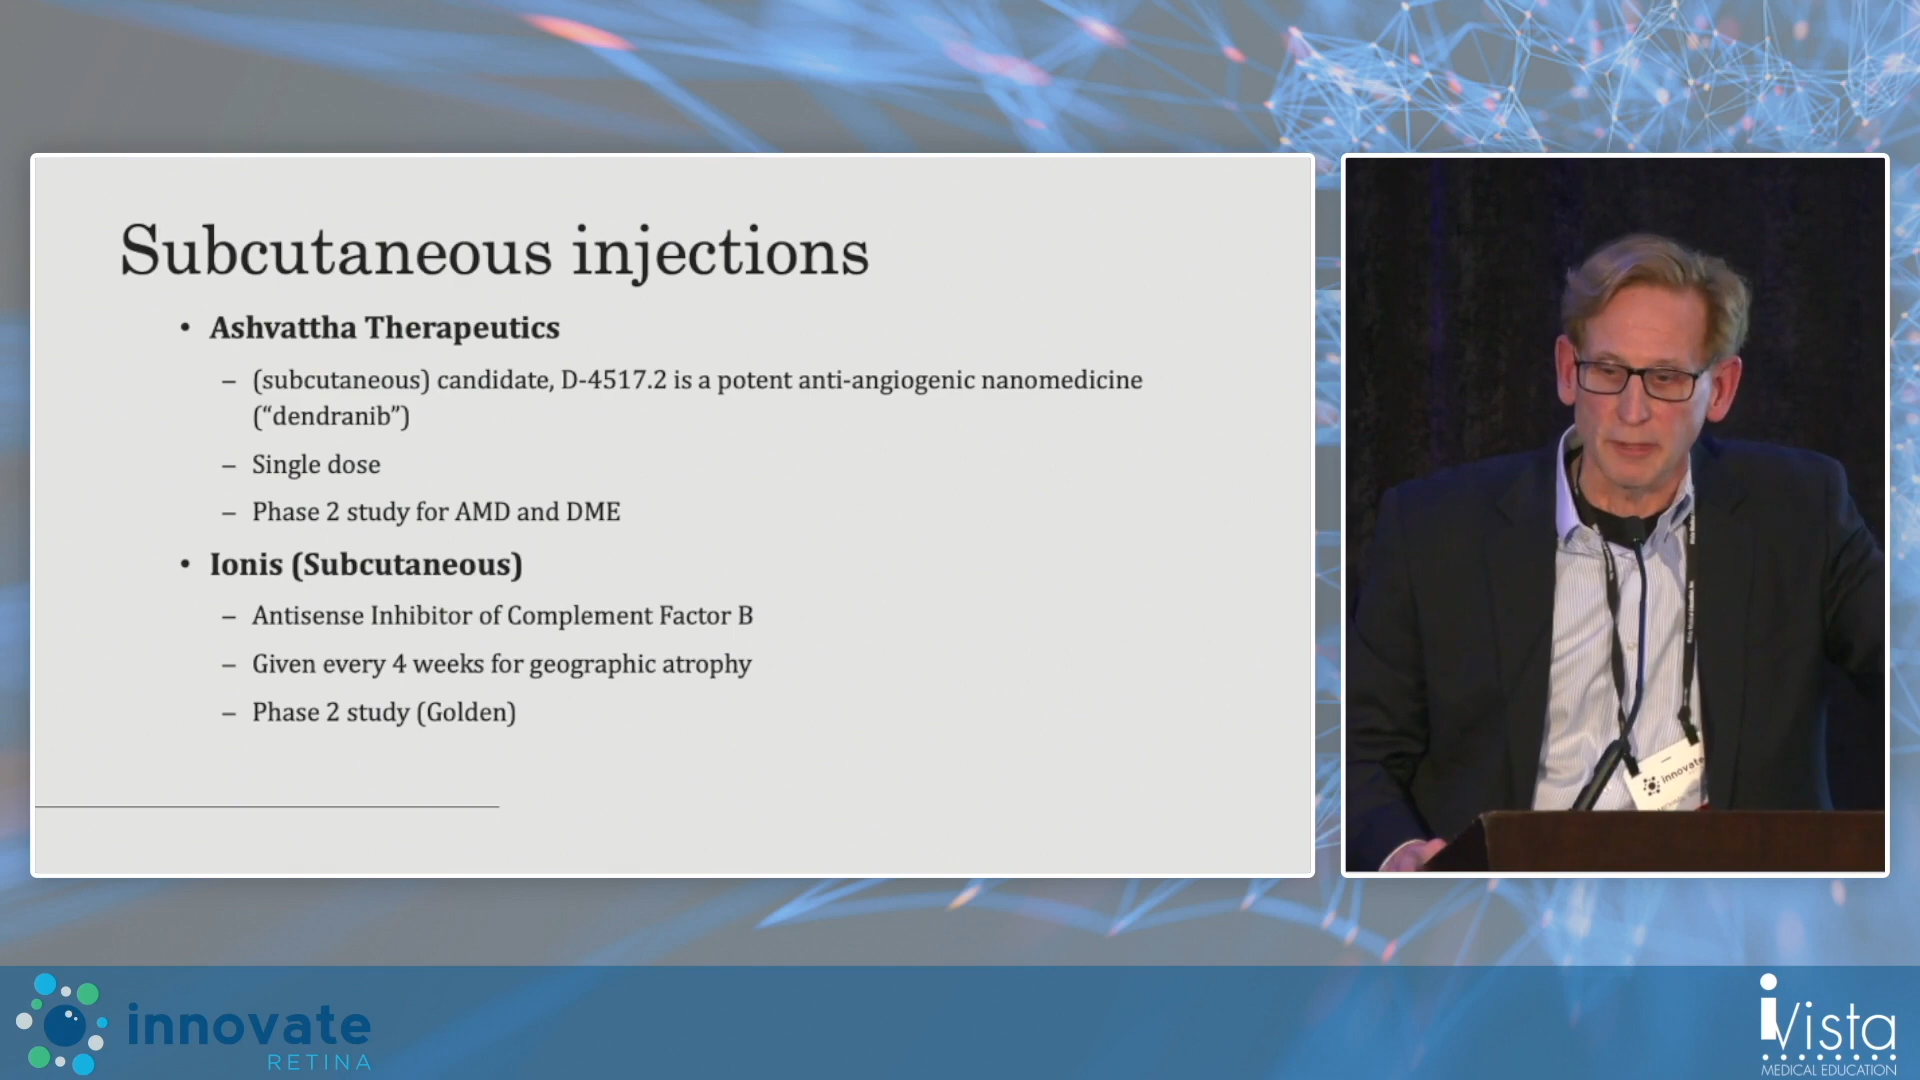 Subcutaneous injections
• Ashvattha Therapeutics
– (subcutaneous) candidate, D-4517.2 is a potent anti-angiogenic nanomedicine
(“dendranib”)
– Single dose
– Phase 2 study for AMD and DME
• Ionis (Subcutaneous)
– Antisense Inhibitor of Complement Factor B
– Given every 4 weeks for geographic atrophy
– Phase 2 study (Golden)
innovate
innovate
RETINA
iVista
MEDICAL EDUCATION